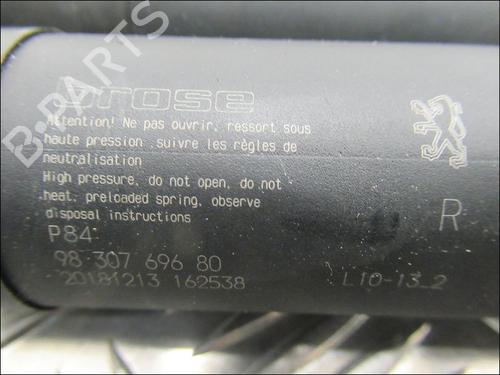 B-PARTS
brose
Attention! Ne pas ouvrir, ressort sous
haute pression, suivre les règles de
neutralisation
High pressure, do not open, do not
heat, preloaded spring, observe
disposal instructions
R
P84
98 307 696 80
20181213 162538
L10-13_2